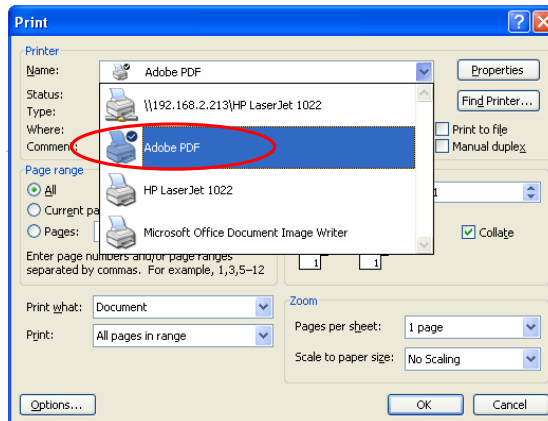 Print
Printer
Name: Adobe PDF Properties
Status: \\192.168.2.213\HP LaserJet 1022 Find Printer...
Type:
Where: Adobe PDF Print to file
Comment: Manual duplex
Page range HP LaserJet 1022
All 1
Current pa
Pages: Microsoft Office Document Image Writer Collate
Enter page numbers and/or page ranges
separated by commas. For example, 1,3,5–12
1 1
Print what: Document Zoom
Print: All pages in range Pages per sheet: 1 page
Scale to paper size: No Scaling
Options... OK Cancel